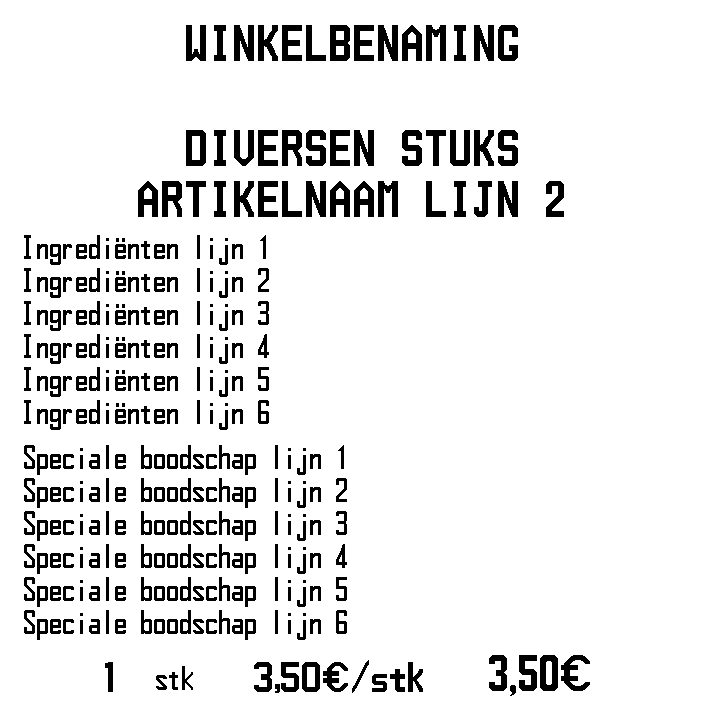 WINKELBENAMING
DIVERSEN STUKS
ARTIKELNAAM LIJN 2
Ingrediënten lijn 1
Ingrediënten lijn 2
Ingrediënten lijn 3
Ingrediënten lijn 4
Ingrediënten lijn 5
Ingrediënten lijn 6
Speciale boodschap lijn 1
Speciale boodschap lijn 2
Speciale boodschap lijn 3
Speciale boodschap lijn 4
Speciale boodschap lijn 5
Speciale boodschap lijn 6
1 stk 3,50€/stk 3,50€